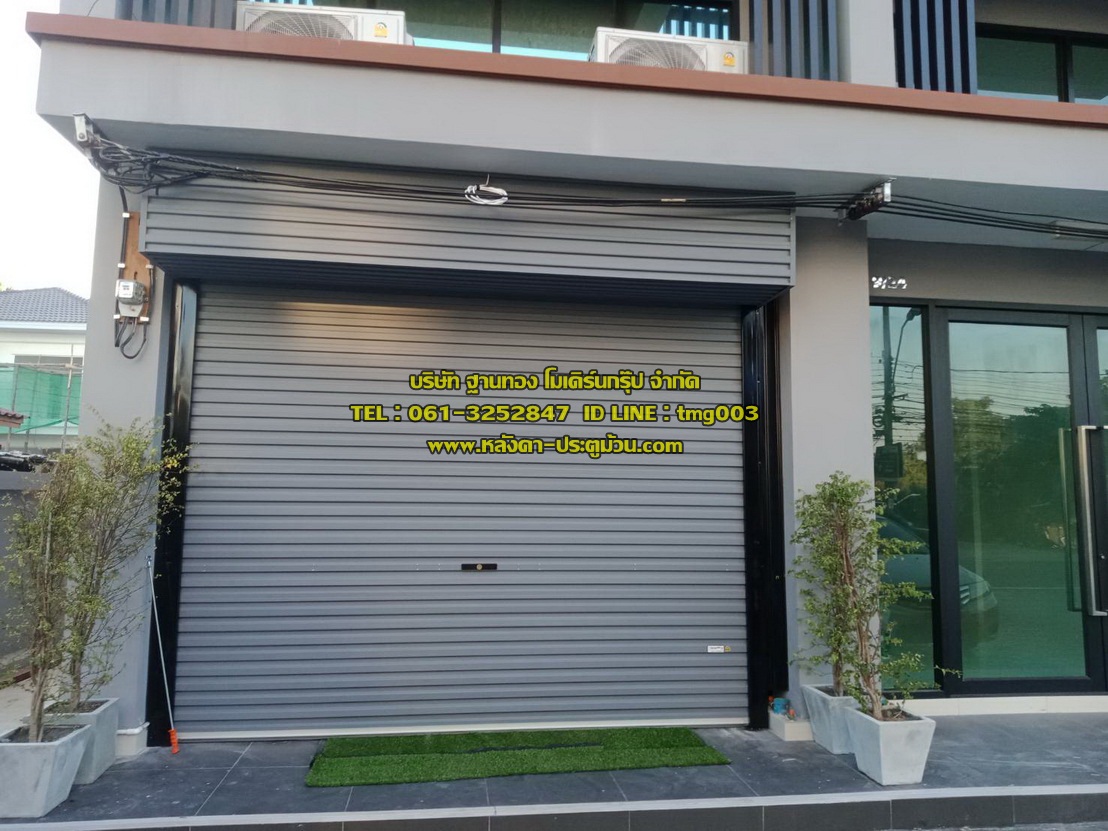 บริษัท ฐานทอง โมเดิร์นกรุ๊ป จำกัด
TEL : 061-3252847 ID LINE : tmg003
www.หลังคา-ประตูม้วน.com